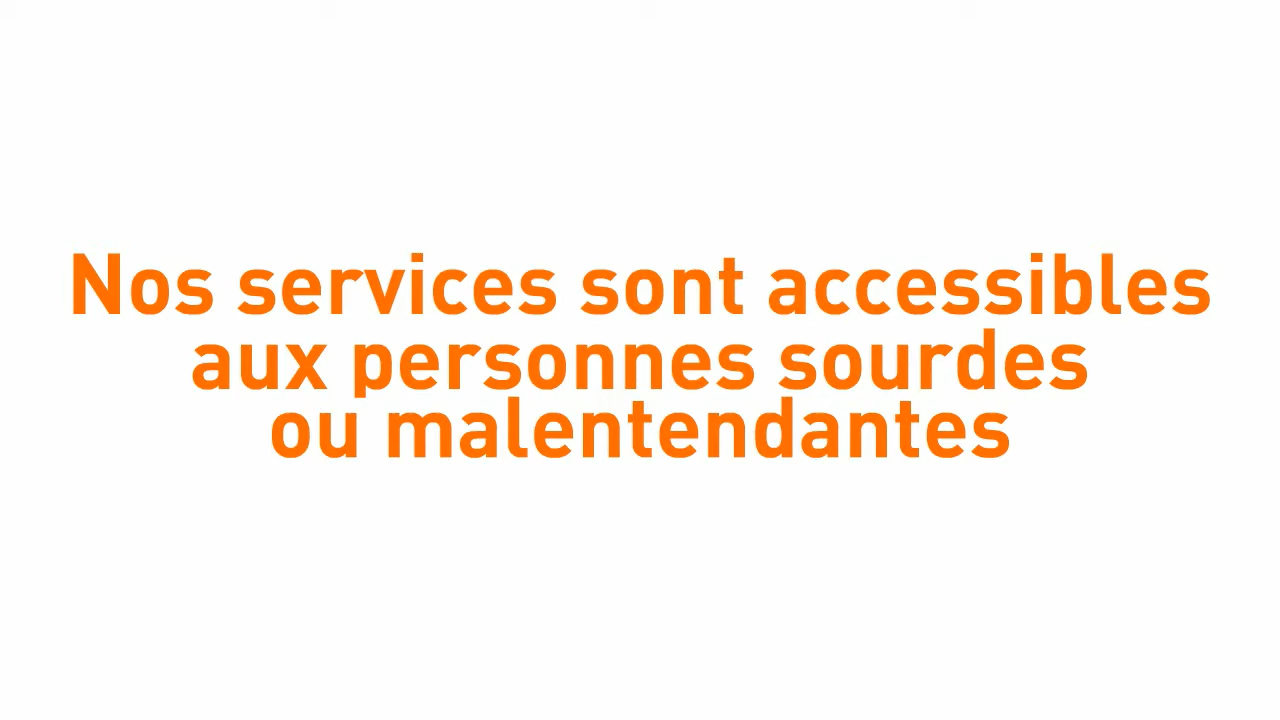 Nos services sont accessibles
aux personnes sourdes
ou malentendantes